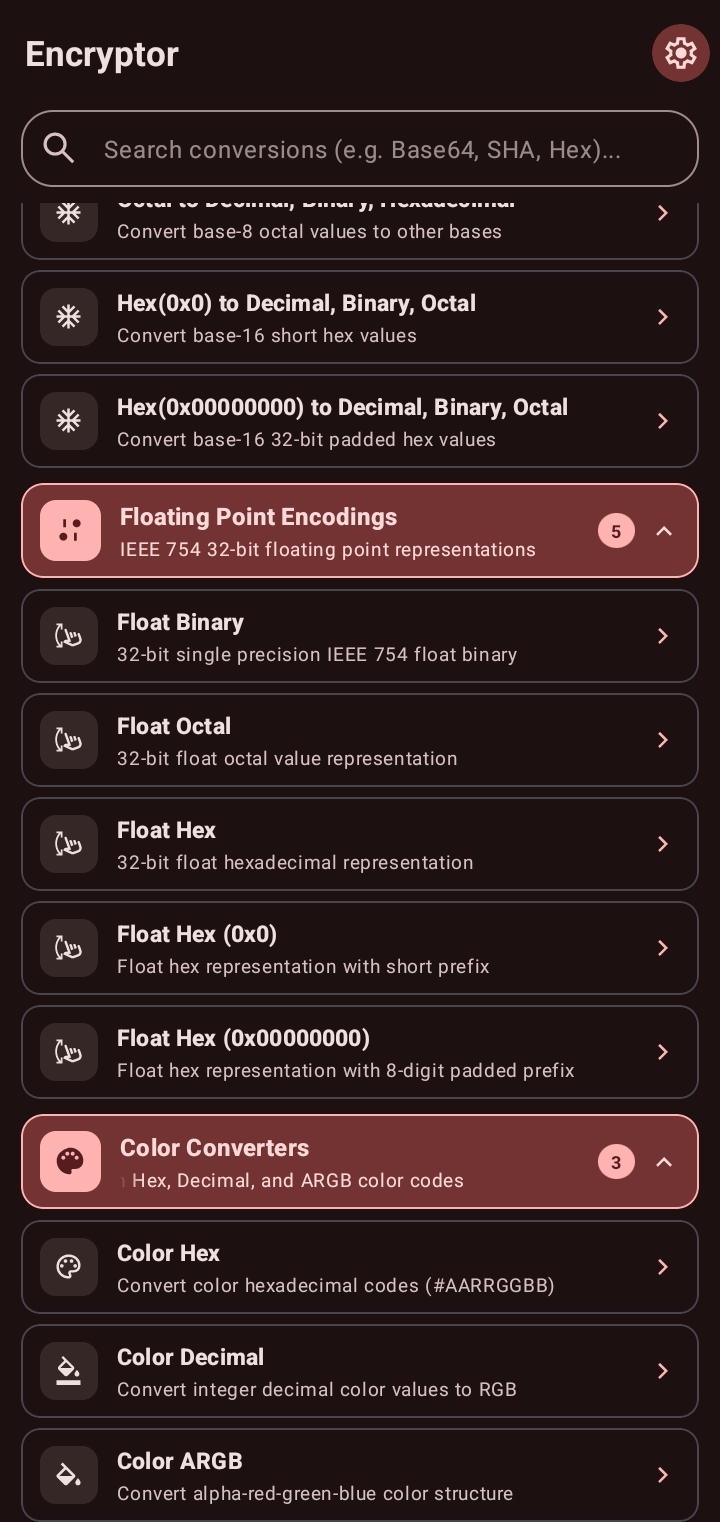 Encryptor
Search conversions (e.g. Base64, SHA, Hex)...
Octal to Decimal, Binary, Hexadecimal
Convert base-8 octal values to other bases
Hex(0x0) to Decimal, Binary, Octal
Convert base-16 short hex values
Hex(0x00000000) to Decimal, Binary, Octal
Convert base-16 32-bit padded hex values
Floating Point Encodings
5
IEEE 754 32-bit floating point representations
Float Binary
32-bit single precision IEEE 754 float binary
Float Octal
32-bit float octal value representation
Float Hex
32-bit float hexadecimal representation
Float Hex (0x0)
Float hex representation with short prefix
Float Hex (0x00000000)
Float hex representation with 8-digit padded prefix
Color Converters
3
Hex, Decimal, and ARGB color codes
Color Hex
Convert color hexadecimal codes (#AARRGGBB)
Color Decimal
Convert integer decimal color values to RGB
Color ARGB
Convert alpha-red-green-blue color structure